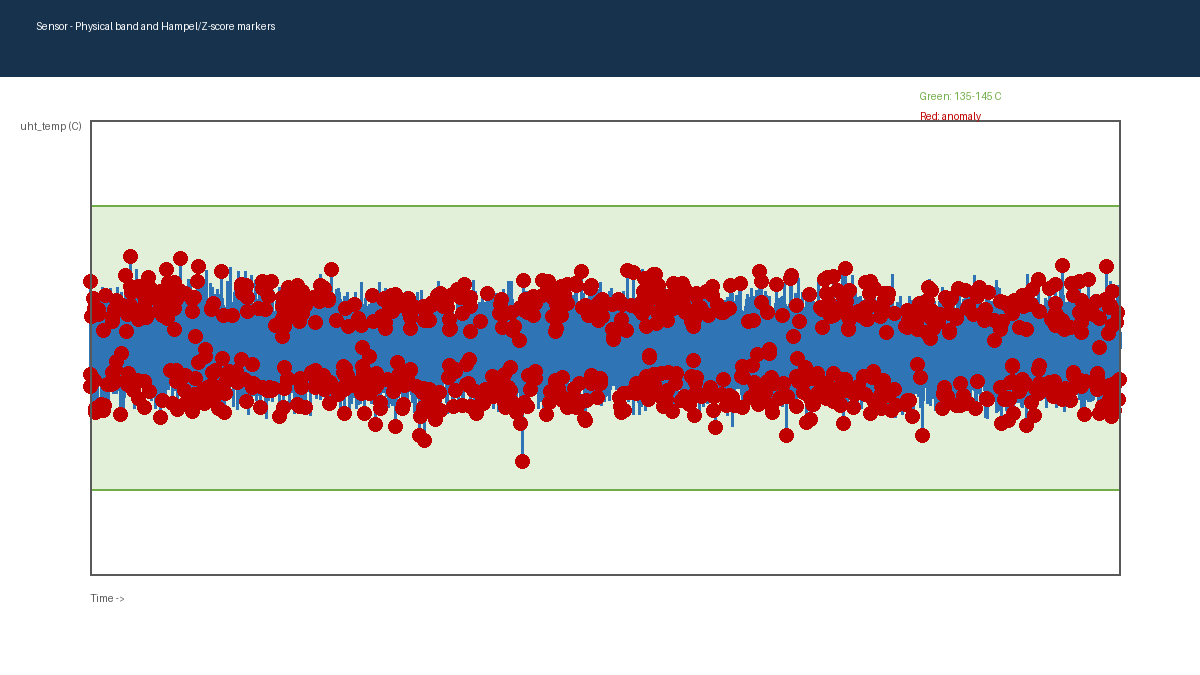 Sensor - Physical band and Hampel/Z-score markers
Green: 135-145 C
Red: anomaly
uht_temp (C)
Time ->